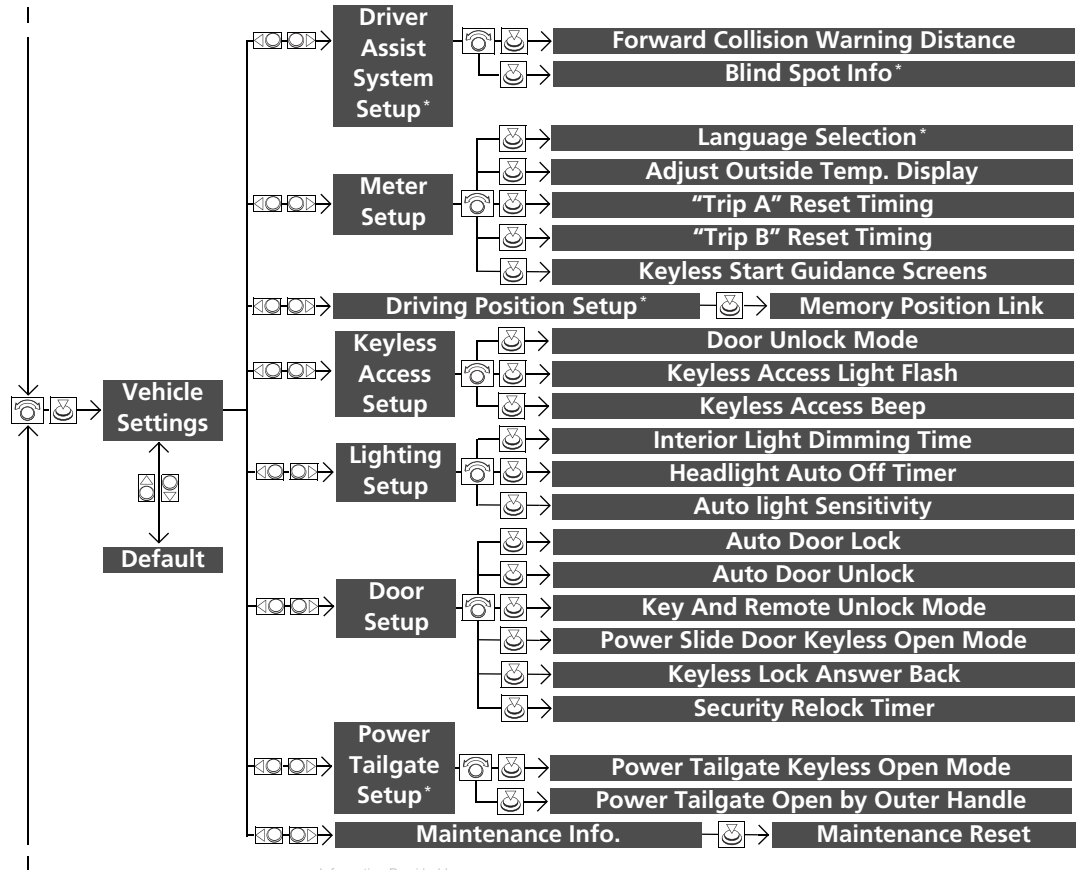 Driver
Assist
System
Setup*
Forward Collision Warning Distance
Blind Spot Info*
Meter
Setup
Language Selection*
Adjust Outside Temp. Display
“Trip A” Reset Timing
“Trip B” Reset Timing
Keyless Start Guidance Screens
Driving Position Setup*
Memory Position Link
Keyless
Access
Setup
Door Unlock Mode
Keyless Access Light Flash
Keyless Access Beep
Vehicle
Settings
Default
Lighting
Setup
Interior Light Dimming Time
Headlight Auto Off Timer
Auto light Sensitivity
Door
Setup
Auto Door Lock
Auto Door Unlock
Key And Remote Unlock Mode
Power Slide Door Keyless Open Mode
Keyless Lock Answer Back
Security Relock Timer
Power
Tailgate
Setup*
Power Tailgate Keyless Open Mode
Power Tailgate Open by Outer Handle
Maintenance Info.
Maintenance Reset